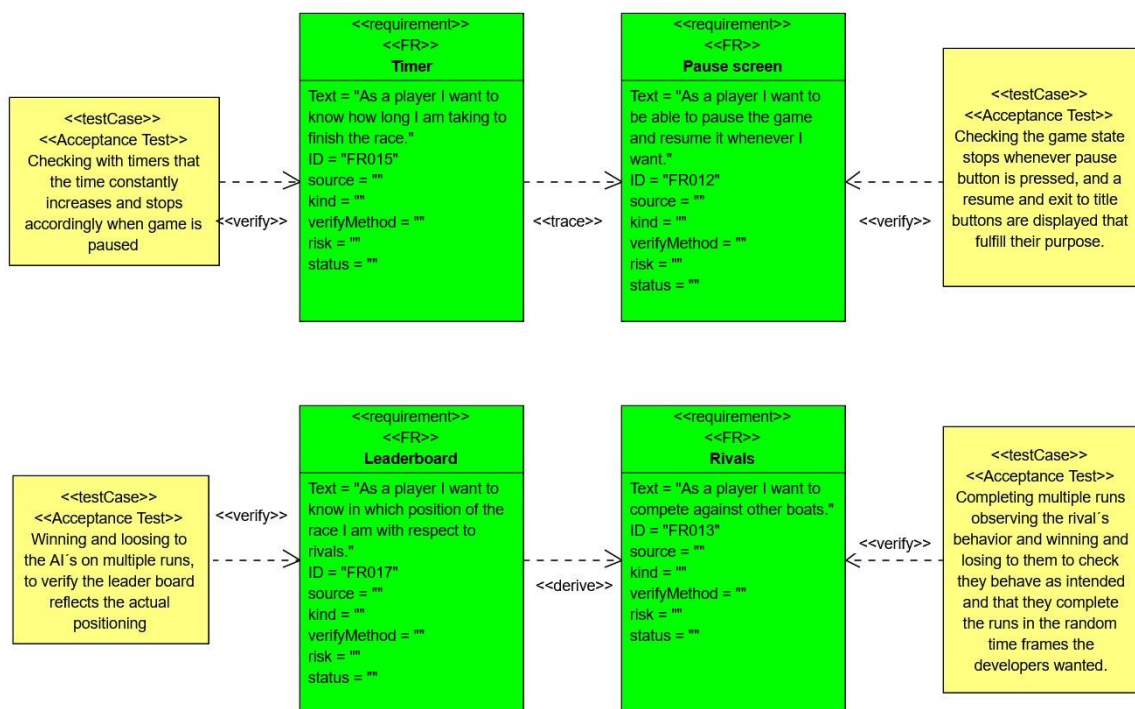 <<requirement>>
<<FR>>
Timer
Text = "As a player I want to
know how long I am taking to
finish the race."
ID = "FR015"
source = ""
kind = ""
verifyMethod = ""
risk = ""
status = ""
<<requirement>>
<<FR>>
Pause screen
Text = "As a player I want to
be able to pause the game
and resume it whenever I
want."
ID = "FR012"
source = ""
kind = ""
verifyMethod = ""
risk = ""
status = ""
<<testCase>>
<<Acceptance Test>>
Checking with timers that
the time constantly
increases and stops
accordingly when game is
paused
<<verify>>
<<trace>>
<<verify>>
<<testCase>>
<<Acceptance Test>>
Checking the game state
stops whenever pause
button is pressed, and a
resume and exit to title
buttons are displayed that
fulfill their purpose.
<<requirement>>
<<FR>>
Leaderboard
Text = "As a player I want to
know in which position of the
race I am with respect to
rivals."
ID = "FR017"
source = ""
kind = ""
verifyMethod = ""
risk = ""
status = ""
<<requirement>>
<<FR>>
Rivals
Text = "As a player I want to
compete against other boats."
ID = "FR013"
source = ""
kind = ""
verifyMethod = ""
risk = ""
status = ""
<<testCase>>
<<Acceptance Test>>
Winning and loosing to
the AI´s on multiple runs,
to verify the leader board
reflects the actual
positioning
<<verify>>
<<derive>>
<<verify>>
<<testCase>>
<<Acceptance Test>>
Completing multiple runs
observing the rival´s
behavior and winning and
losing to them to check
they behave as intended
and that they complete
the runs in the random
time frames the
developers wanted.